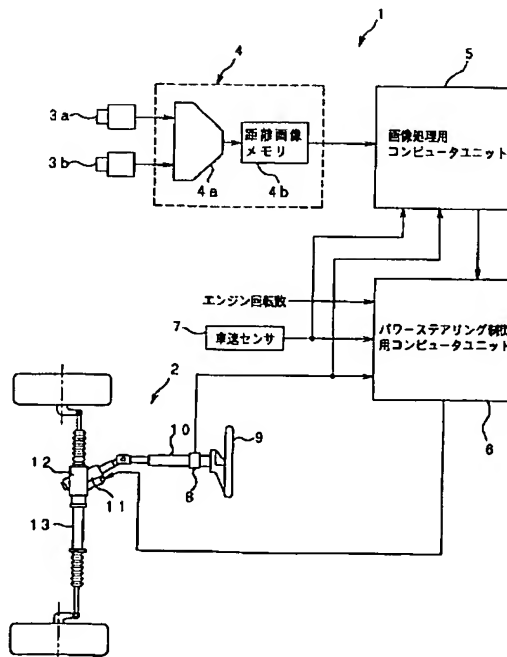 1
4
5
3a
3b
距離画像
メモリ
4a
4b
画像処理用
コンピュータユニット
エンジン回転数
7
車速センサ
パワーステアリング制御
用コンピュータユニット
6
2
10
9
12
8
11
13